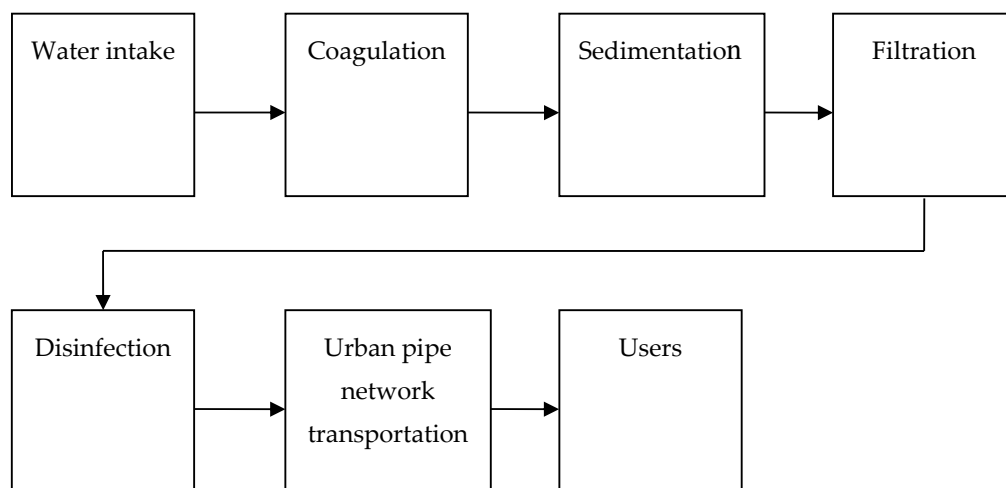 Water intake
Coagulation
Sedimentation
Filtration
Disinfection
Urban pipe
network
transportation
Users